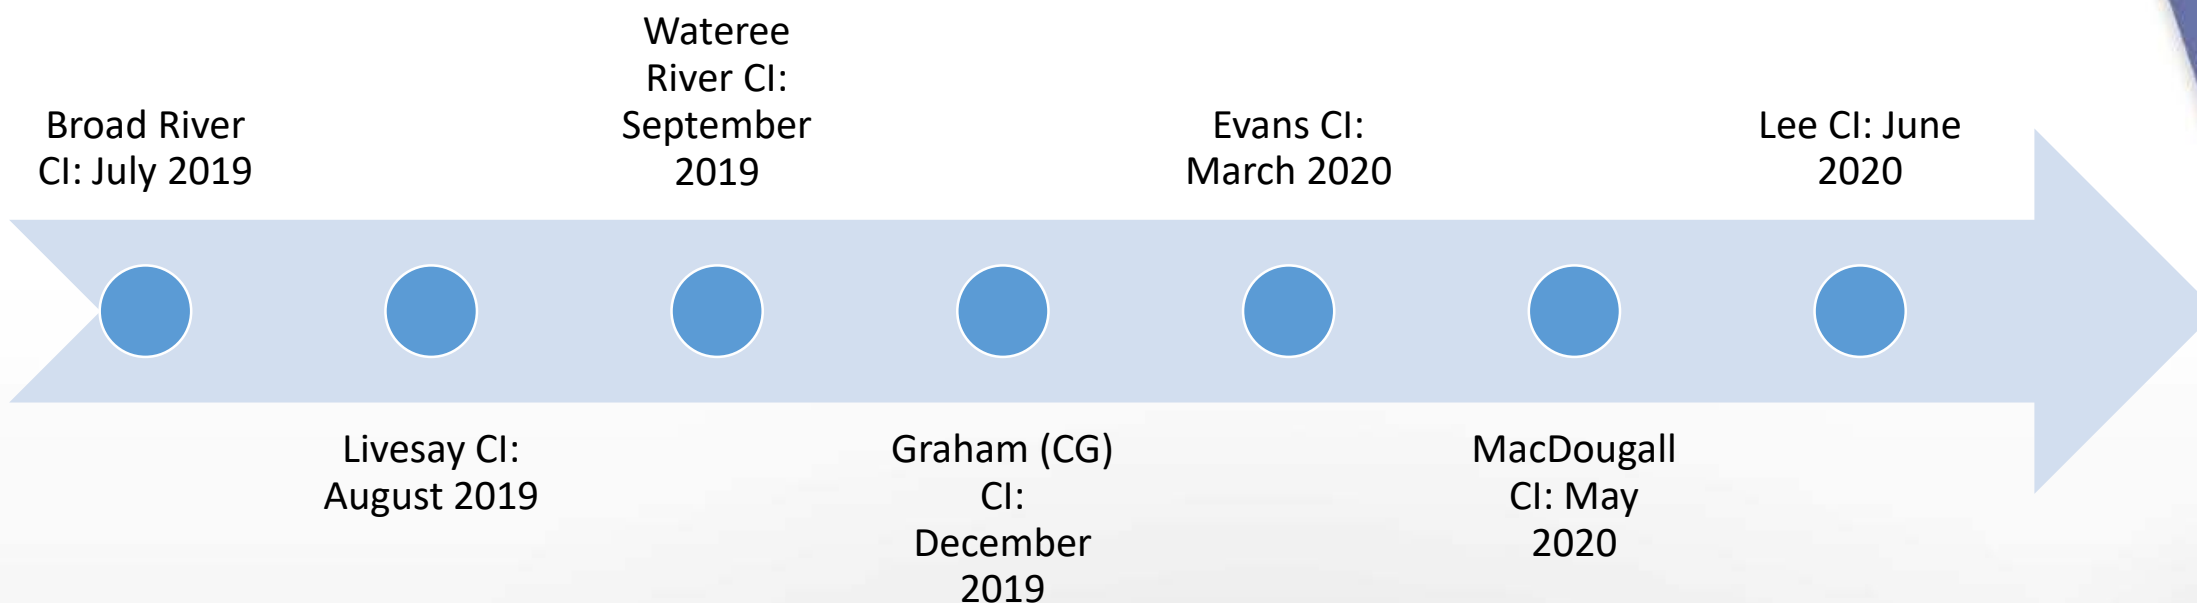 Broad River
CI: July 2019
Livesay CI:
August 2019
Wateree
River CI:
September
2019
Graham (CG)
CI:
December
2019
Evans CI:
March 2020
MacDougall
CI: May
2020
Lee CI: June
2020